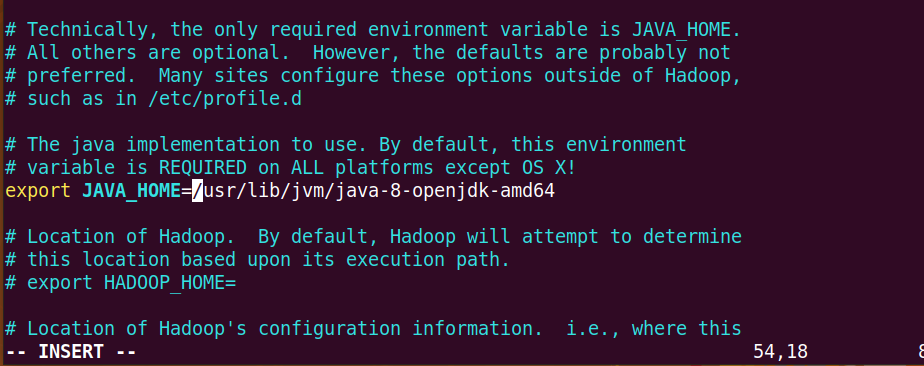 # Technically, the only required environment variable is JAVA_HOME.
# All others are optional.  However, the defaults are probably not
# preferred.  Many sites configure these options outside of Hadoop,
# such as in /etc/profile.d
# The java implementation to use. By default, this environment
# variable is REQUIRED on ALL platforms except OS X!
export JAVA_HOME=/usr/lib/jvm/java-8-openjdk-amd64
# Location of Hadoop.  By default, Hadoop will attempt to determine
# this location based upon its execution path.
# export HADOOP_HOME=
# Location of Hadoop's configuration information.  i.e., where this
-- INSERT -- 54,18